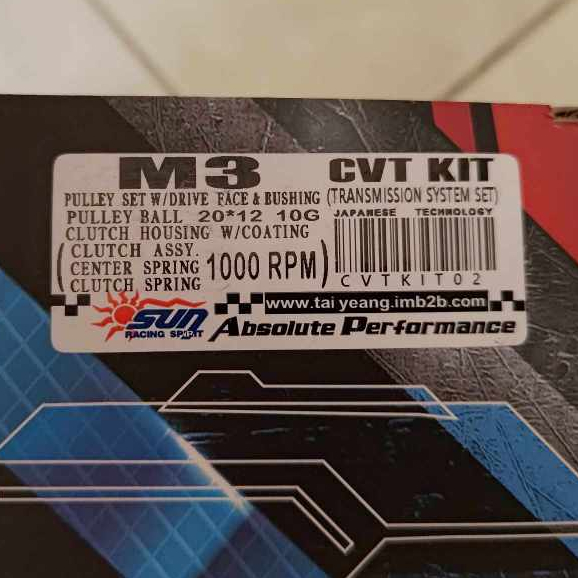 M3 CVT KIT
PULLEY SET W/DRIVE FACE & BUSHING (TRANSMISSION SYSTEM SET)
PULLEY BALL 20*12 10G
JAPANESE TECHNOLOGY
CLUTCH HOUSING W/COATING
(CLUTCH ASSY.
CENTER SPRING 1000 RPM)
CLUTCH SPRING
CVTKIT02
www.taiyeang.imb2b.com
SUN
RACING SPIRIT
Absolute Performance